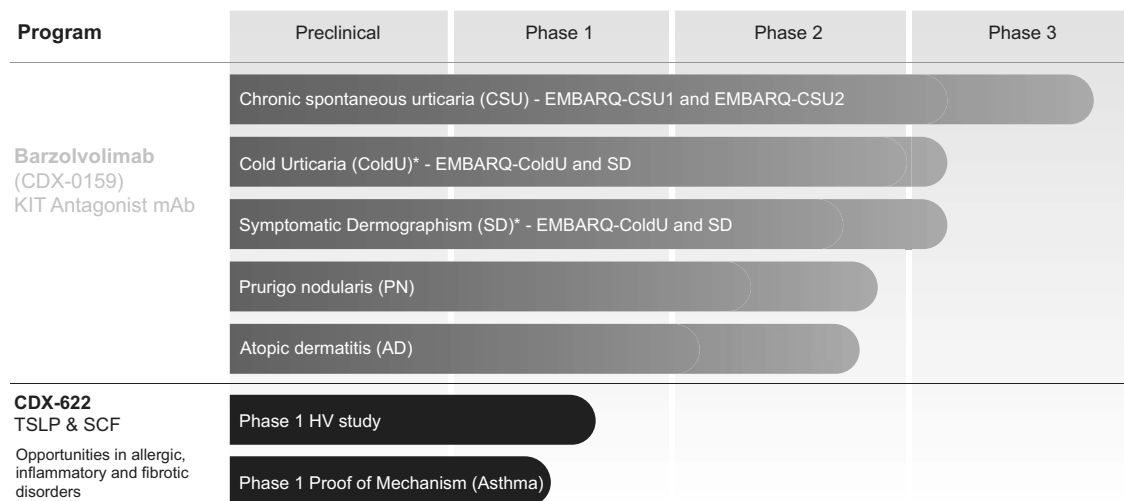 Program
Preclinical
Phase 1
Phase 2
Phase 3
Barzolvolimab
(CDX-0159)
KIT Antagonist mAb
Chronic spontaneous urticaria (CSU) - EMBARQ-CSU1 and EMBARQ-CSU2
Cold Urticaria (ColdU)* - EMBARQ-ColdU and SD
Symptomatic Dermographism (SD)* - EMBARQ-ColdU and SD
Prurigo nodularis (PN)
Atopic dermatitis (AD)
CDX-622
TSLP & SCF
Opportunities in allergic,
inflammatory and fibrotic
disorders
Phase 1 HV study
Phase 1 Proof of Mechanism (Asthma)